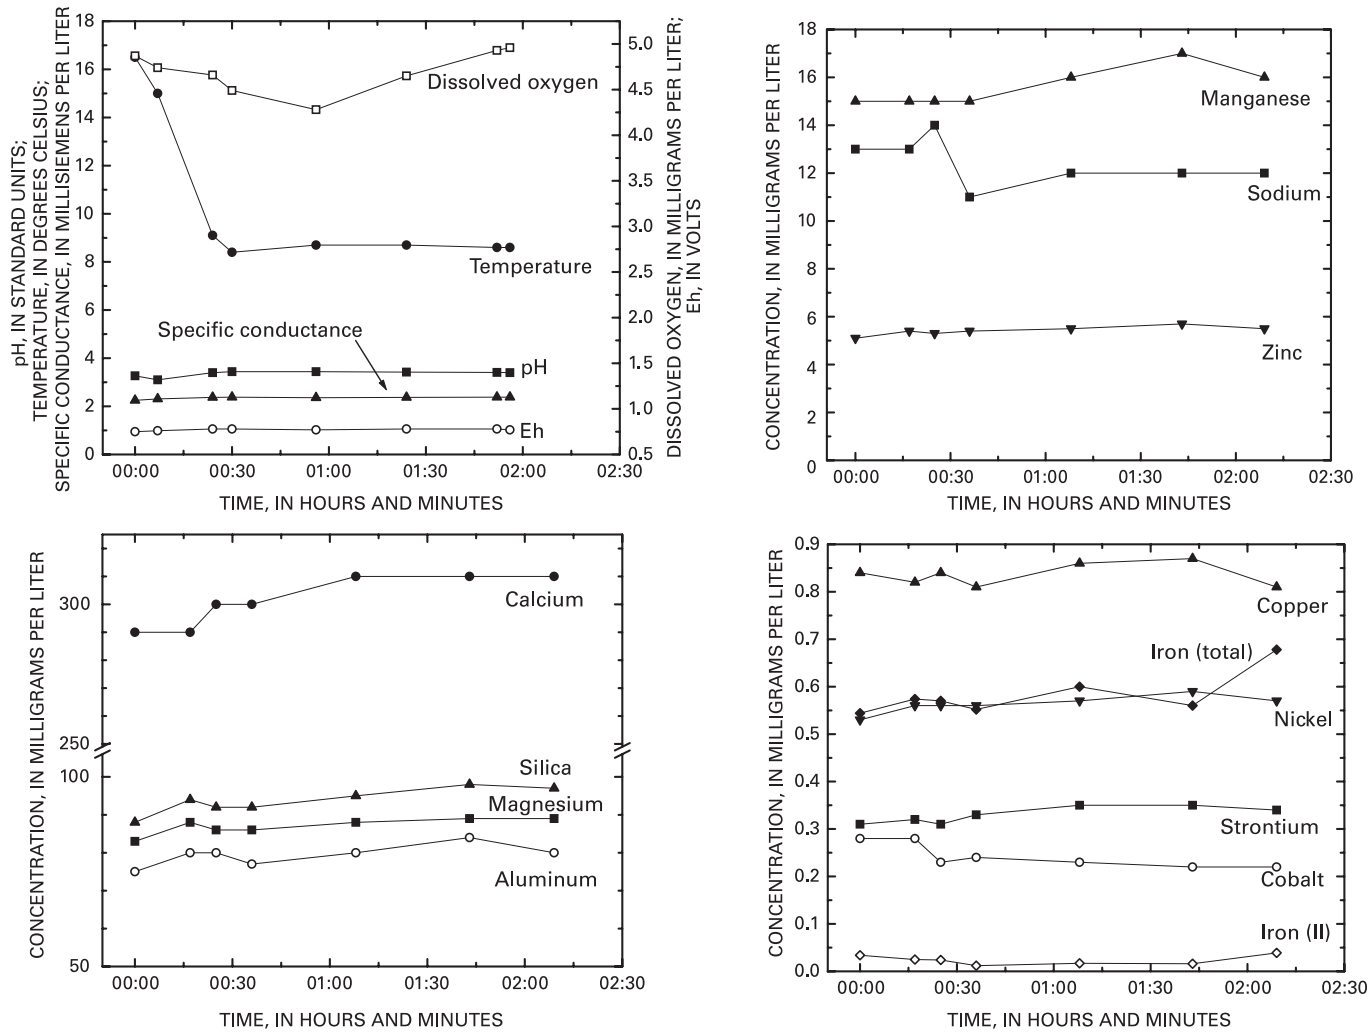 pH, IN STANDARD UNITS;
TEMPERATURE, IN DEGREES CELSIUS;
SPECIFIC CONDUCTANCE, IN MILLISIEMENS PER LITER
18
16
14
12
10
8
6
4
2
0
Dissolved oxygen
Temperature
Specific conductance
pH
Eh
5.0
4.5
4.0
3.5
3.0
2.5
2.0
1.5
1.0
0.5
DISSOLVED OXYGEN, IN MILLIGRAMS PER LITER;
Eh, IN VOLTS
00:00 00:30 01:00 01:30 02:00 02:30
TIME, IN HOURS AND MINUTES
CONCENTRATION, IN MILLIGRAMS PER LITER
18
16
14
12
10
8
6
4
2
0
Manganese
Sodium
Zinc
00:00 00:30 01:00 01:30 02:00 02:30
TIME, IN HOURS AND MINUTES
CONCENTRATION, IN MILLIGRAMS PER LITER
300
250
100
50
Calcium
Silica
Magnesium
Aluminum
00:00 00:30 01:00 01:30 02:00 02:30
TIME, IN HOURS AND MINUTES
CONCENTRATION, IN MILLIGRAMS PER LITER
0.9
0.8
0.7
0.6
0.5
0.4
0.3
0.2
0.1
0.0
Copper
Iron (total)
Nickel
Strontium
Cobalt
Iron (II)
00:00 00:30 01:00 01:30 02:00 02:30
TIME, IN HOURS AND MINUTES